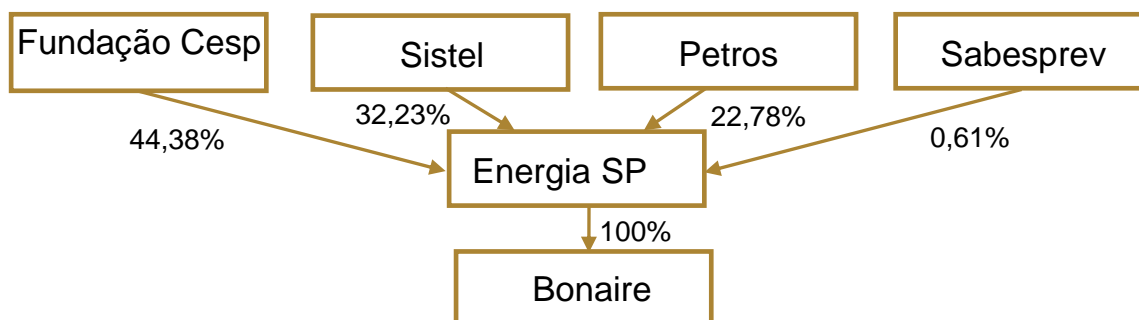 Fundação Cesp
Sistel
Petros
Sabesprev
44,38%
32,23%
22,78%
0,61%
Energia SP
100%
Bonaire